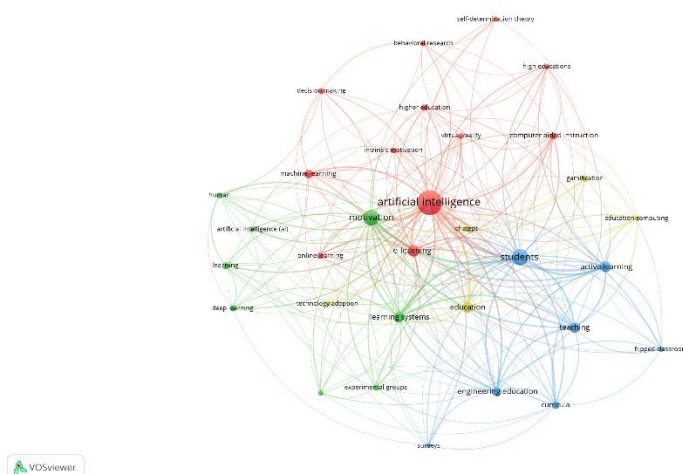 self-determination theory
behavioral research
high educations
decision making
higher education
virtual reality
computer aided instruction
intrinsic motivation
machine learning
gamification
human
artificial intelligence
motivation
education computing
artificial intelligence (ai)
chatgpt
e-learning
online learning
students
learning
active learning
technology adoption
deep learning
education
learning systems
teaching
flipped classroom
experimental groups
engineering education
curricula
surveys
VOSviewer